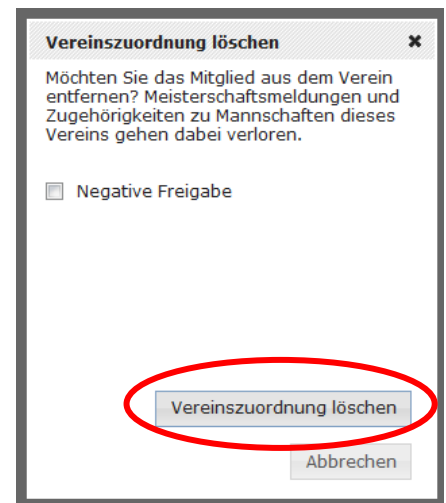 Vereinszuordnung löschen
Möchten Sie das Mitglied aus dem Verein
entfernen? Meisterschaftsmeldungen und
Zugehörigkeiten zu Mannschaften dieses
Vereins gehen dabei verloren.
Negative Freigabe
Vereinszuordnung löschen
Abbrechen